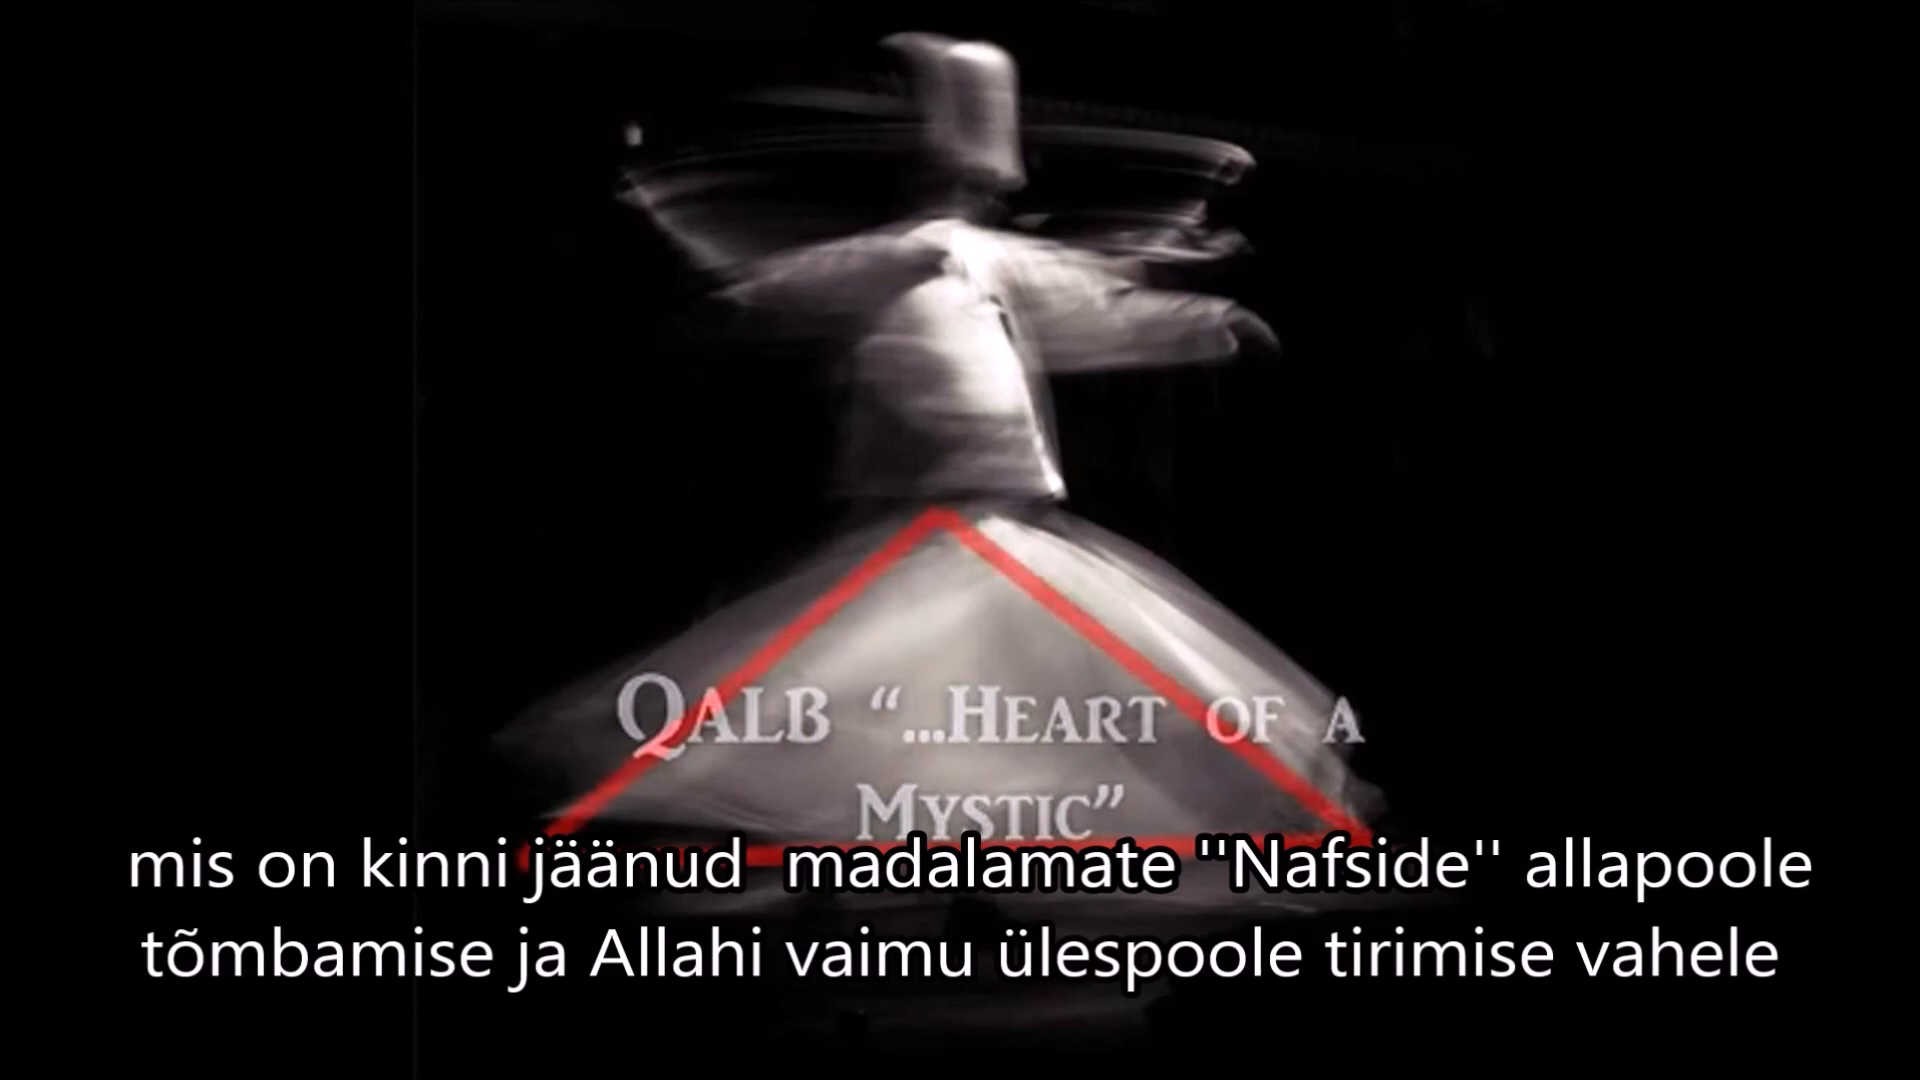 QALB “...HEART OF A
MYSTIC”
mis on kinni jäänud  madalamate ''Nafside'' allapoole
tõmbamise ja Allahi vaimu ülespoole tirimise vahele